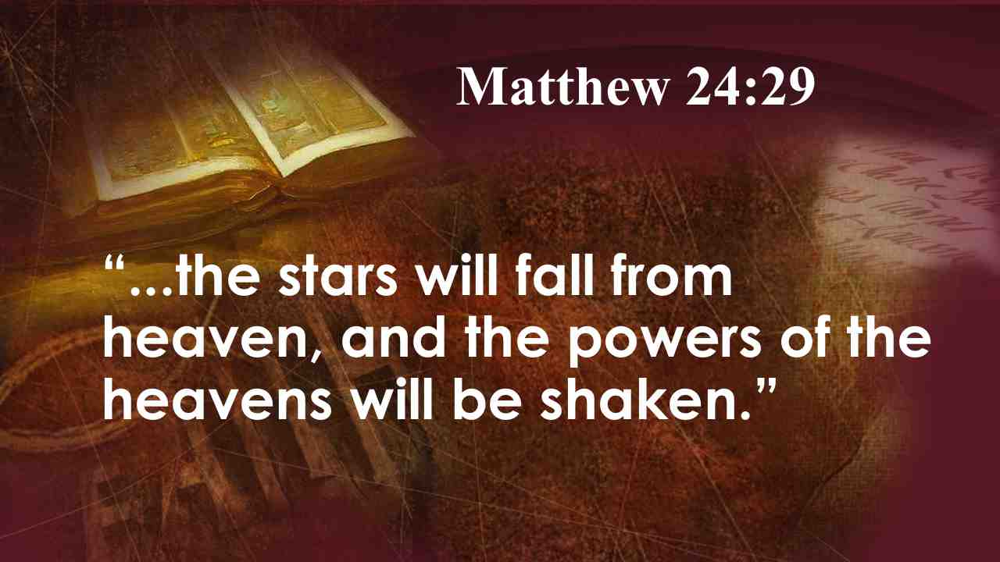 Matthew 24:29
“...the stars will fall from
heaven, and the powers of the
heavens will be shaken.”